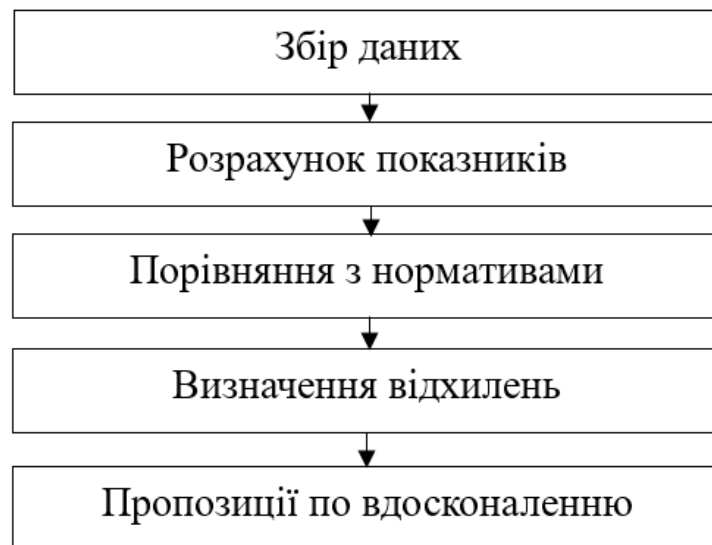 Збір даних
Розрахунок показників
Порівняння з нормативами
Визначення відхилень
Пропозиції по вдосконаленню